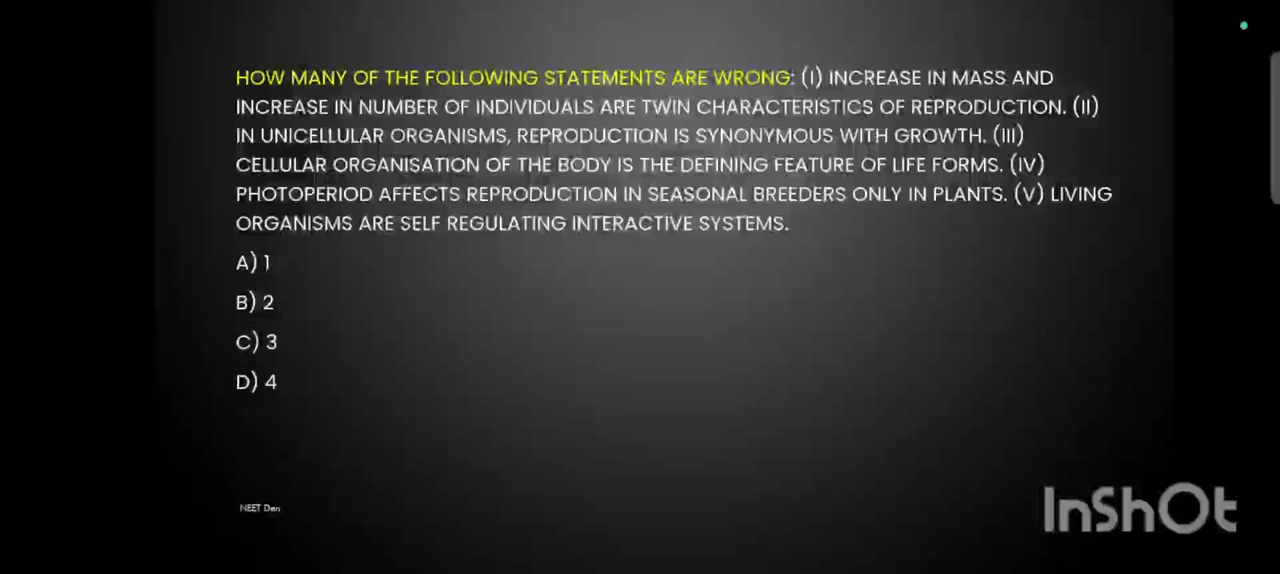 HOW MANY OF THE FOLLOWING STATEMENTS ARE WRONG: (I) INCREASE IN MASS AND
INCREASE IN NUMBER OF INDIVIDUALS ARE TWIN CHARACTERISTICS OF REPRODUCTION. (II)
IN UNICELLULAR ORGANISMS, REPRODUCTION IS SYNONYMOUS WITH GROWTH. (III)
CELLULAR ORGANISATION OF THE BODY IS THE DEFINING FEATURE OF LIFE FORMS. (IV)
PHOTOPERIOD AFFECTS REPRODUCTION IN SEASONAL BREEDERS ONLY IN PLANTS. (V) LIVING
ORGANISMS ARE SELF REGULATING INTERACTIVE SYSTEMS.
A) 1
B) 2
C) 3
D) 4
NEET Den
InShOt